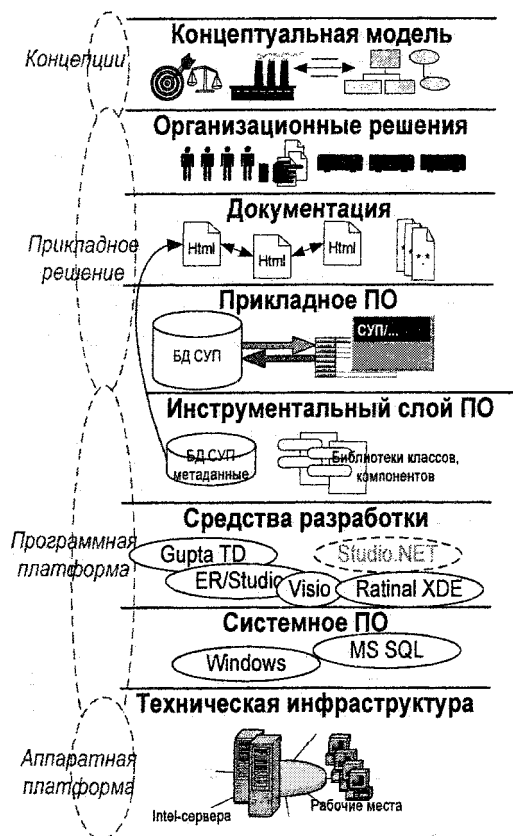 Концептуальная модель
Концепции
Организационные решения
Документация
Html
Html
Html
*.*
Прикладное
решение
Прикладное ПО
СУП/...
БД СУП
Инструментальный слой ПО
БД СУП
метаданные
Библиотеки классов,
компонентов
Средства разработки
Программная
платформа
Gupta TD
Studio.NET
ER/Studio
Visio
Ratinal XDE
Системное ПО
MS SQL
Windows
Техническая инфраструктура
Аппаратная
платформа
Intel-сервера
Рабочие места